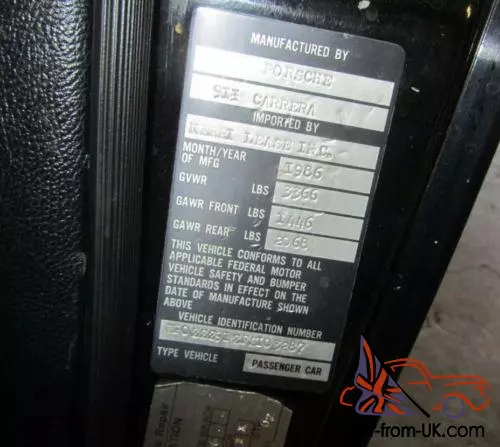 MANUFACTURED BY
PORSCHE
911 CARRERA
IMPORTED BY
LEASE INC.
MONTH/YEAR
OF MFG 1986
GVWR LBS 3366
GAWR FRONT LBS 1446
GAWR REAR LBS 2068
THIS VEHICLE CONFORMS TO ALL
APPLICABLE FEDERAL MOTOR
VEHICLE SAFETY AND BUMPER
STANDARDS IN EFFECT ON THE
DATE OF MANUFACTURE SHOWN
ABOVE
VEHICLE IDENTIFICATION NUMBER
TYPE VEHICLE PASSENGER CAR
Repair
car-from-UK.com